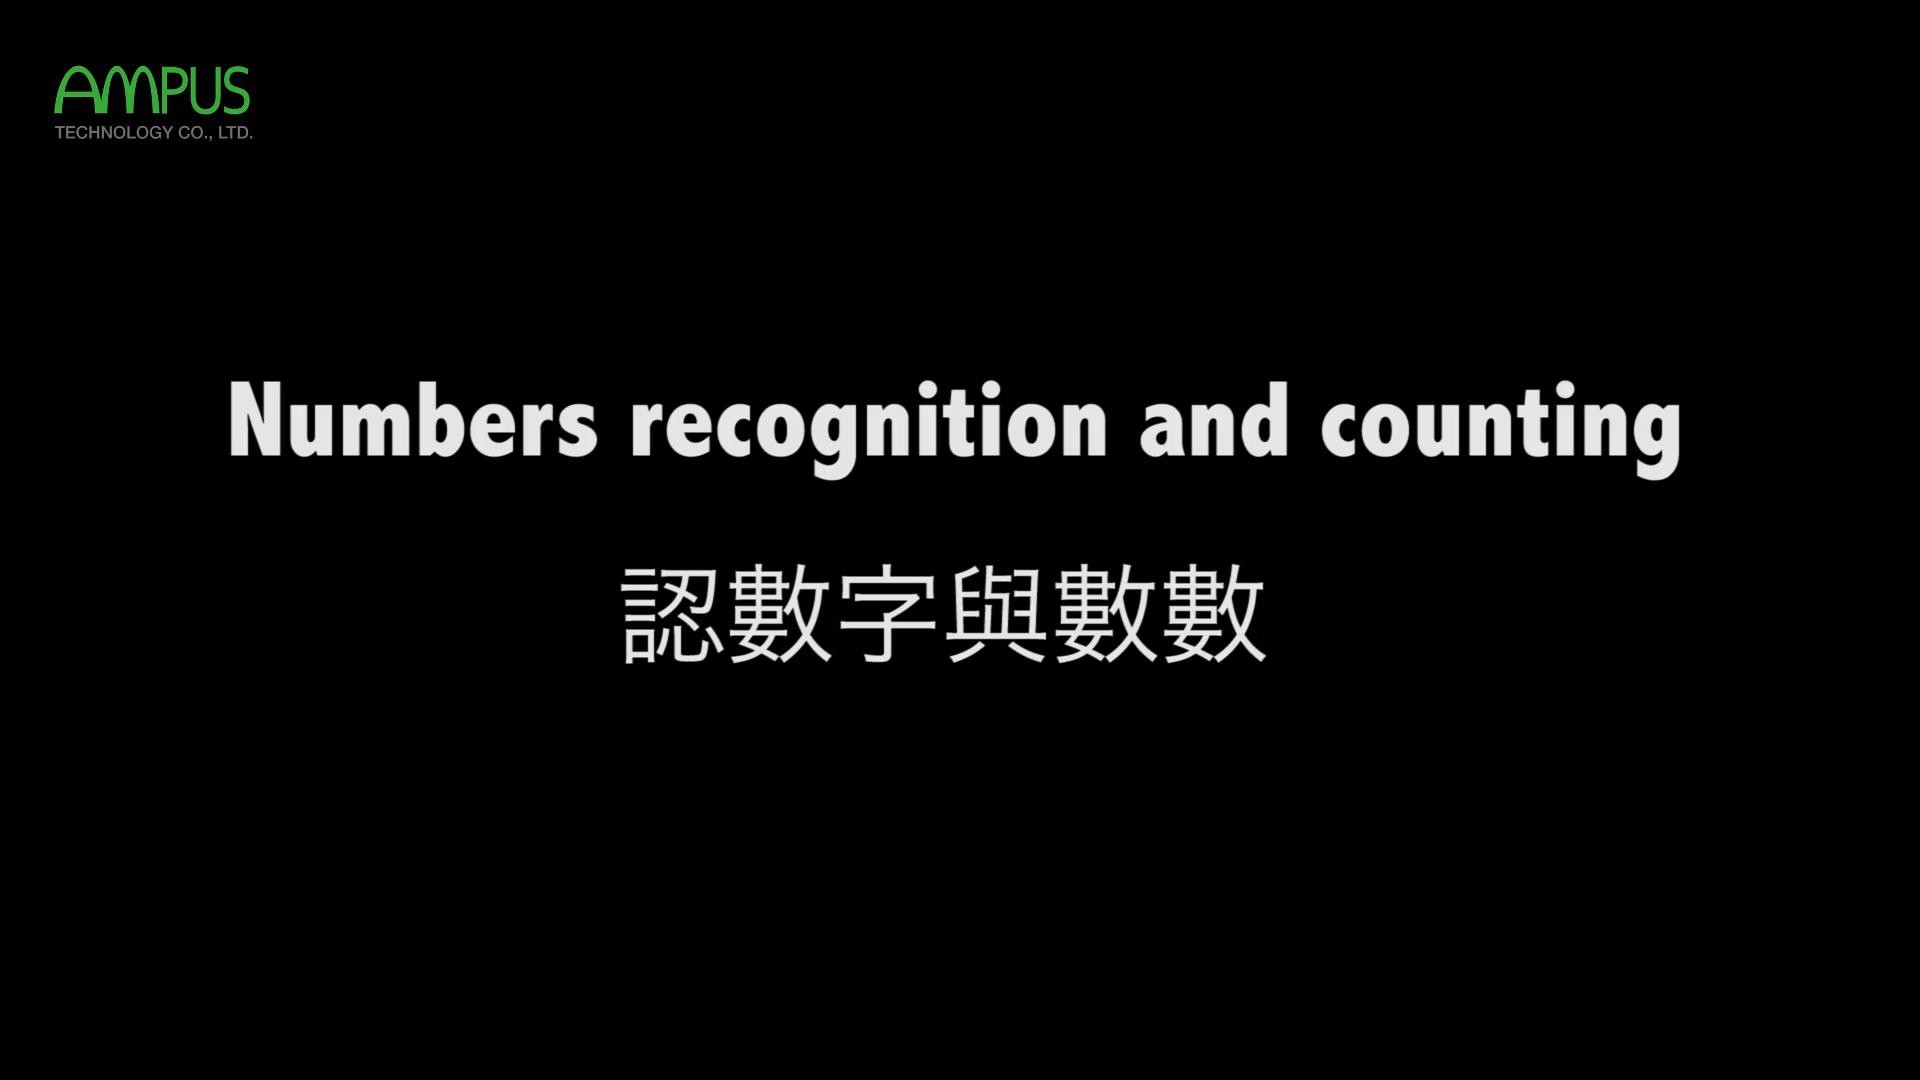 AMPUS
TECHNOLOGY CO., LTD.
Numbers recognition and counting
認數字與數數